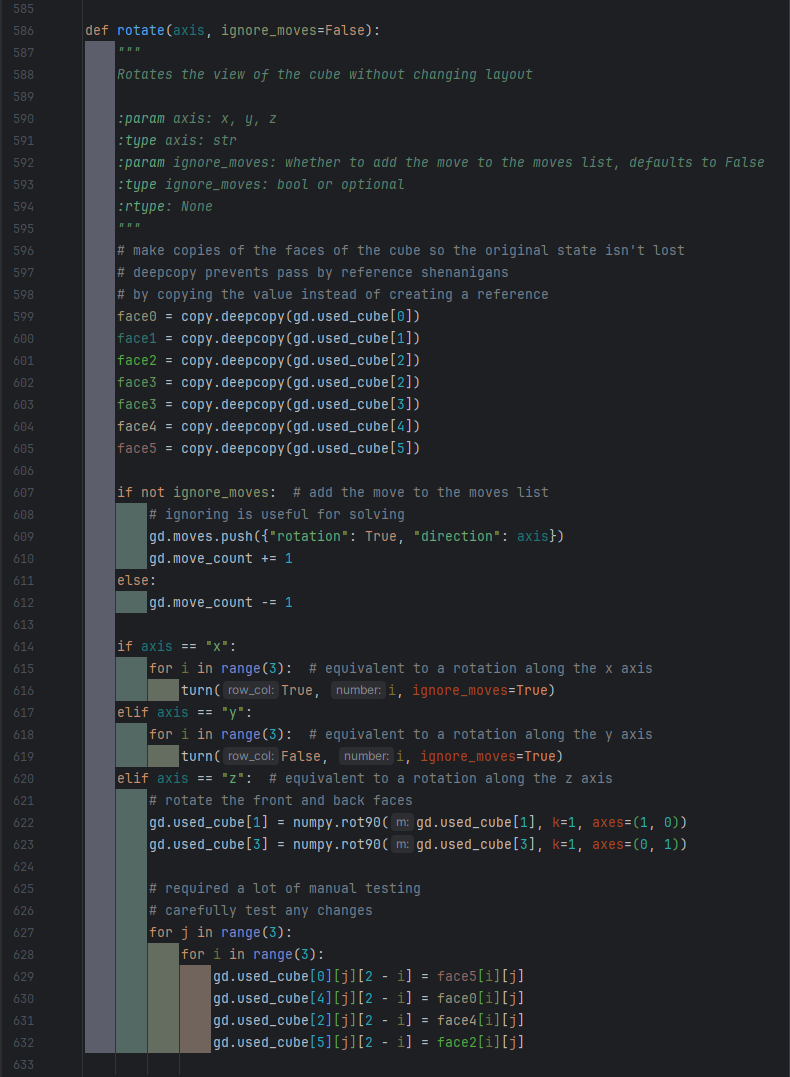 585
586 def rotate(axis, ignore_moves=False):
587 """
588 Rotates the view of the cube without changing layout
589
590 :param axis: x, y, z
591 :type axis: str
592 :param ignore_moves: whether to add the move to the moves list, defaults to False
593 :type ignore_moves: bool or optional
594 :rtype: None
595 """
596 # make copies of the faces of the cube so the original state isn't lost
597 # deepcopy prevents pass by reference shenanigans
598 # by copying the value instead of creating a reference
599 face0 = copy.deepcopy(gd.used_cube[0])
600 face1 = copy.deepcopy(gd.used_cube[1])
601 face2 = copy.deepcopy(gd.used_cube[2])
602 face3 = copy.deepcopy(gd.used_cube[2])
603 face3 = copy.deepcopy(gd.used_cube[3])
604 face4 = copy.deepcopy(gd.used_cube[4])
605 face5 = copy.deepcopy(gd.used_cube[5])
606
607 if not ignore_moves:  # add the move to the moves list
608 # ignoring is useful for solving
609 gd.moves.push({"rotation": True, "direction": axis})
610 gd.move_count += 1
611 else:
612 gd.move_count -= 1
613
614 if axis == "x":
615 for i in range(3):  # equivalent to a rotation along the x axis
616 turn( row_col: True,  number: i, ignore_moves=True)
617 elif axis == "y":
618 for i in range(3):  # equivalent to a rotation along the y axis
619 turn( row_col: False,  number: i, ignore_moves=True)
620 elif axis == "z":  # equivalent to a rotation along the z axis
621 # rotate the front and back faces
622 gd.used_cube[1] = numpy.rot90( m: gd.used_cube[1], k=1, axes=(1, 0))
623 gd.used_cube[3] = numpy.rot90( m: gd.used_cube[3], k=1, axes=(0, 1))
624
625 # required a lot of manual testing
626 # carefully test any changes
627 for j in range(3):
628 for i in range(3):
629 gd.used_cube[0][j][2 - i] = face5[i][j]
630 gd.used_cube[4][j][2 - i] = face0[i][j]
631 gd.used_cube[2][j][2 - i] = face4[i][j]
632 gd.used_cube[5][j][2 - i] = face2[i][j]
633